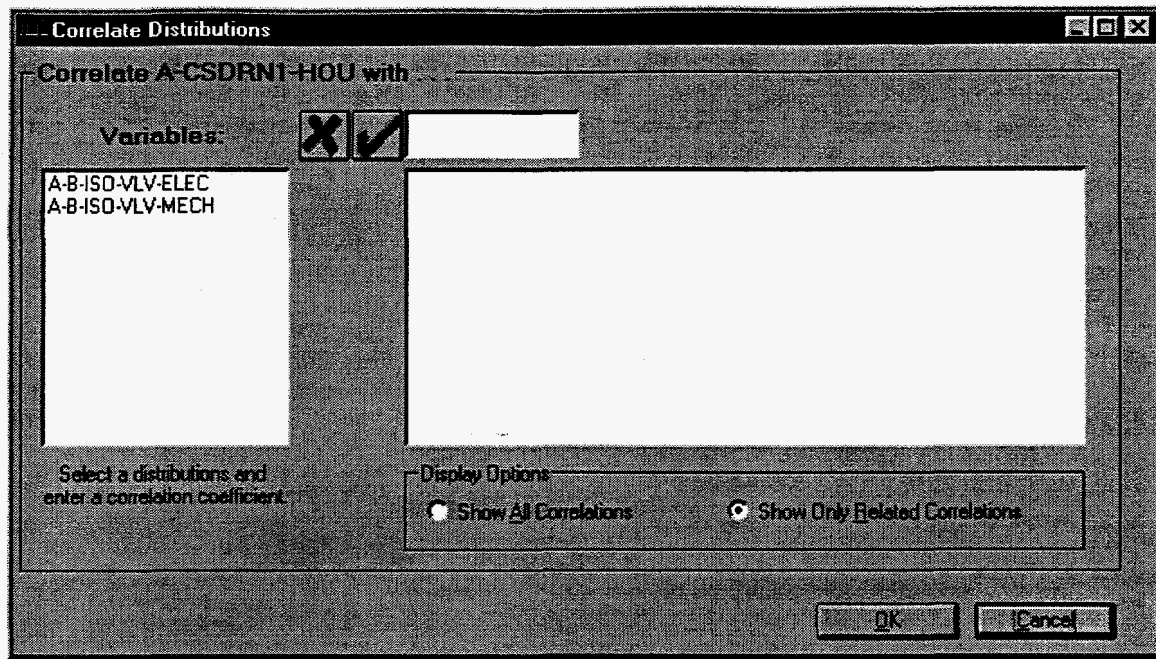 Correlate Distributions
Correlate A-CSDRN1-HOU with . . .
Variables:
A-B-ISO-VLV-ELEC
A-B-ISO-VLV-MECH
Select a distributions and
enter a correlation coefficient.
Display Options
Show All Correlations
Show Only Related Correlations
OK
Cancel